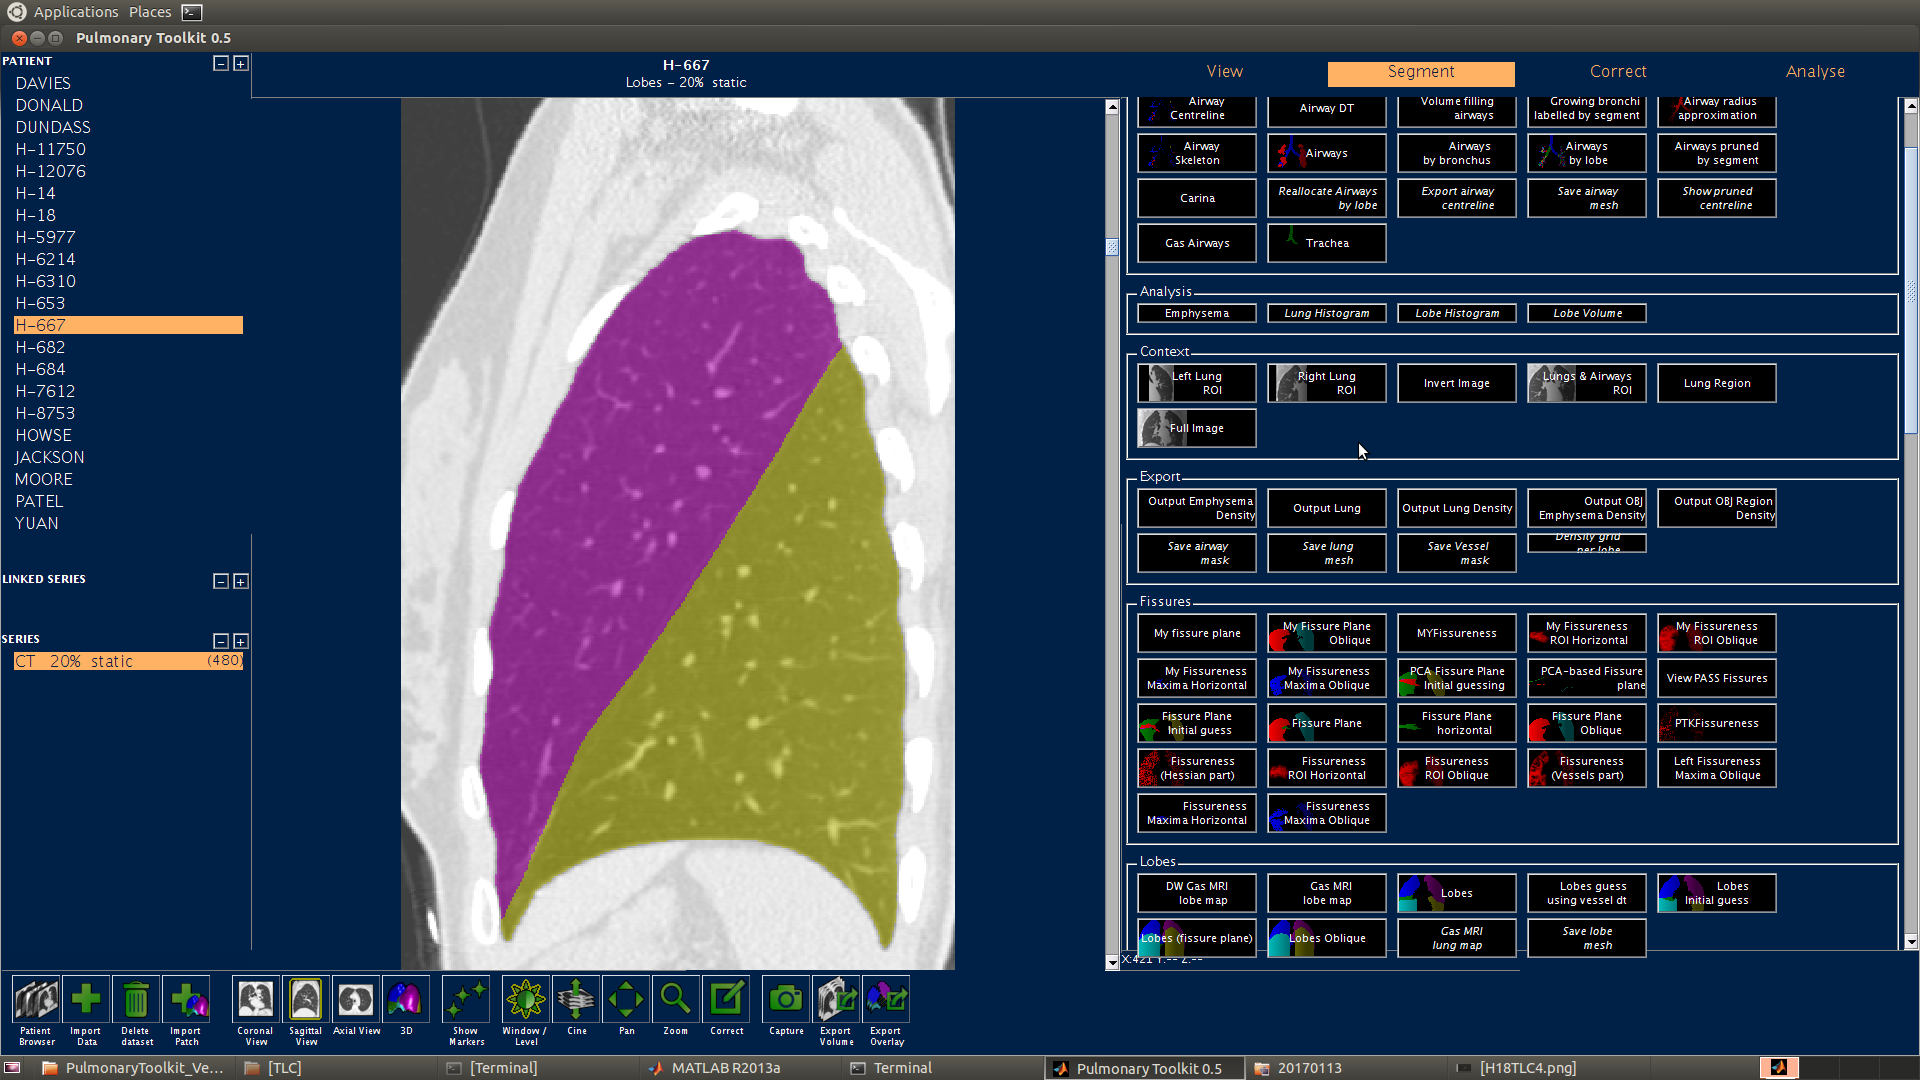 Applications Places
Pulmonary Toolkit 0.5
PATIENT
DAVIES
DONALD
DUNDASS
H-11750
H-12076
H-14
H-18
H-5977
H-6214
H-6310
H-653
H-667
H-682
H-684
H-7612
H-8753
HOWSE
JACKSON
MOORE
PATEL
YUAN
LINKED SERIES
SERIES
CT 20% static (480)
H-667
Lobes - 20% static
View Segment Correct Analyse
Airway Centreline
Airway DT
Volume filling airways
Growing bronchi labelled by segment
Airway radius approximation
Airway Skeleton
Airways
Airways by bronchus
Airways by lobe
Airways pruned by segment
Carina
Reallocate Airways by lobe
Export airway centreline
Save airway mesh
Show pruned centreline
Gas Airways
Trachea
Analysis
Emphysema
Lung Histogram
Lobe Histogram
Lobe Volume
Context
Left Lung ROI
Right Lung ROI
Invert Image
Lungs & Airways ROI
Lung Region
Full Image
Export
Output Emphysema Density
Output Lung
Output Lung Density
Output OBJ Emphysema Density
Output OBJ Region Density
Save airway mask
Save lung mesh
Save Vessel mask
Density grid per lobe
Fissures
My fissure plane
My Fissure Plane Oblique
MYFissureness
My Fissureness ROI Horizontal
My Fissureness ROI Oblique
My Fissureness Maxima Horizontal
My Fissureness Maxima Oblique
PCA Fissure Plane Initial guessing
PCA-based Fissure plane
View PASS Fissures
Fissure Plane Initial guess
Fissure Plane
Fissure Plane horizontal
Fissure Plane Oblique
PTKFissureness
Fissureness (Hessian part)
Fissureness ROI Horizontal
Fissureness ROI Oblique
Fissureness (Vessels part)
Left Fissureness Maxima Oblique
Fissureness Maxima Horizontal
Fissureness Maxima Oblique
Lobes
DW Gas MRI lobe map
Gas MRI lobe map
Lobes
Lobes guess using vessel dt
Lobes Initial guess
Lobes (fissure plane)
Lobes Oblique
Gas MRI lung map
Save lobe mesh
X:421 Y:-- Z:--
Patient Browser
Import Data
Delete dataset
Import Patch
Coronal View
Sagittal View
Axial View
3D
Show Markers
Window / Level
Cine
Pan
Zoom
Correct
Capture
Export Volume
Export Overlay
PulmonaryToolkit_Ve...
[TLC]
[Terminal]
MATLAB R2013a
Terminal
Pulmonary Toolkit 0.5
20170113
[H18TLC4.png]